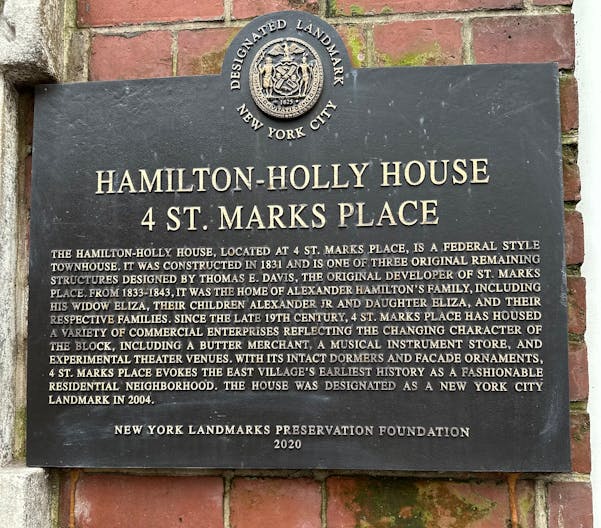 DESIGNATED LANDMARK
NEW YORK CITY
1625
HAMILTON-HOLLY HOUSE
4 ST. MARKS PLACE
THE HAMILTON-HOLLY HOUSE, LOCATED AT 4 ST. MARKS PLACE, IS A FEDERAL STYLE
TOWNHOUSE. IT WAS CONSTRUCTED IN 1831 AND IS ONE OF THREE ORIGINAL REMAINING
STRUCTURES DESIGNED BY THOMAS E. DAVIS, THE ORIGINAL DEVELOPER OF ST. MARKS
PLACE. FROM 1833-1843, IT WAS THE HOME OF ALEXANDER HAMILTON'S FAMILY, INCLUDING
HIS WIDOW ELIZA, THEIR CHILDREN ALEXANDER JR AND DAUGHTER ELIZA, AND THEIR
RESPECTIVE FAMILIES. SINCE THE LATE 19TH CENTURY, 4 ST. MARKS PLACE HAS HOUSED
A VARIETY OF COMMERCIAL ENTERPRISES REFLECTING THE CHANGING CHARACTER OF
THE BLOCK, INCLUDING A BUTTER MERCHANT, A MUSICAL INSTRUMENT STORE, AND
EXPERIMENTAL THEATER VENUES. WITH ITS INTACT DORMERS AND FACADE ORNAMENTS,
4 ST. MARKS PLACE EVOKES THE EAST VILLAGE'S EARLIEST HISTORY AS A FASHIONABLE
RESIDENTIAL NEIGHBORHOOD. THE HOUSE WAS DESIGNATED AS A NEW YORK CITY
LANDMARK IN 2004.
NEW YORK LANDMARKS PRESERVATION FOUNDATION
2020